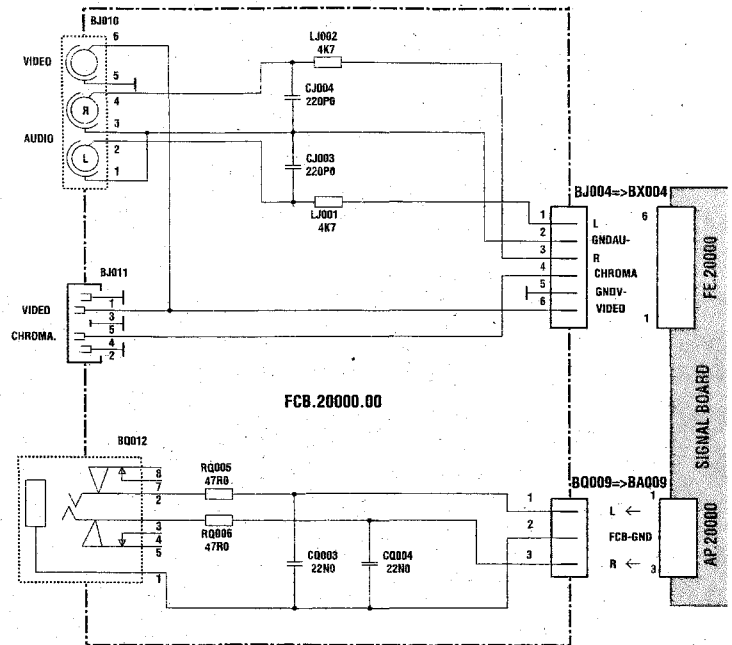 BJ010
6
VIDEO
5
4
R
3
AUDIO
2
L
1
LJ002
4K7
CJ004
220P0
CJ003
220P0
LJ001
4K7
BJ004=>BX004
1
L
2
GNDAU-
3
R
4
CHROMA
5
GNDV-
6
VIDEO
6
1
FE.20000
SIGNAL BOARD
BJ011
VIDEO
1
3
CHROMA.
5
4
2
FCB.20000.00
BQ012
8
7
2
3
4
5
1
RQ005
47R0
RQ006
47R0
CQ003
22N0
CQ004
22N0
BQ009=>BA009
1
L ←
1
2
FCB-GND
3
R ←
3
AP.20000